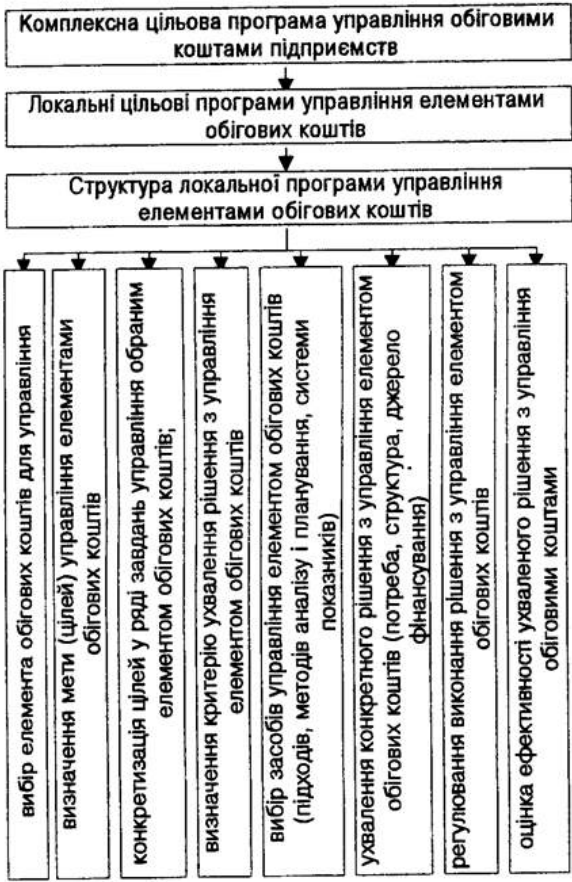 Комплексна цільова програма управління обіговими
коштами підприємств
Локальні цільові програми управління елементами
обігових коштів
Структура локальної програми управління
елементами обігових коштів
вибір елемента обігових коштів для управління
визначення мети (цілей) управління елементами
обігових коштів
конкретизація цілей у ряді завдань управління обраним
елементом обігових коштів;
визначення критерію ухвалення рішення з управління
елементом обігових коштів
вибір засобів управління елементом обігових коштів
(підходів, методів аналізу і планування, системи
показників)
ухвалення конкретного рішення з управління елементом
обігових коштів (потреба, структура, джерело
фінансування)
регулювання виконання рішення з управління елементом
обігових коштів
оцінка ефективності ухваленого рішення з управління
обіговими коштами